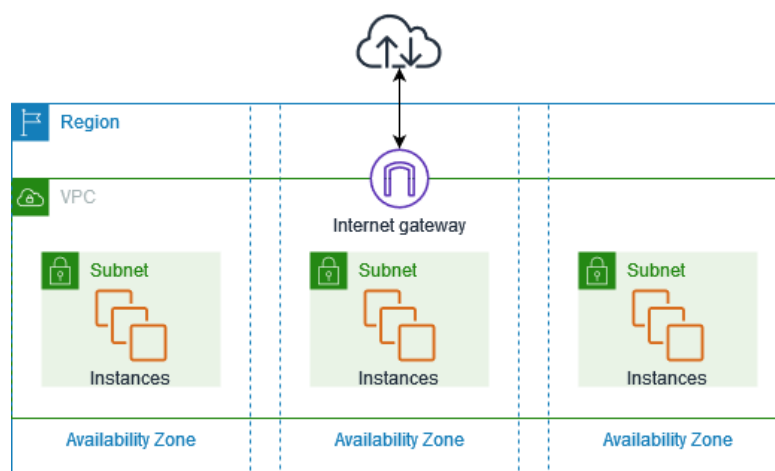 Region
VPC
Internet gateway
Subnet
Subnet
Subnet
Instances
Instances
Instances
Availability Zone
Availability Zone
Availability Zone